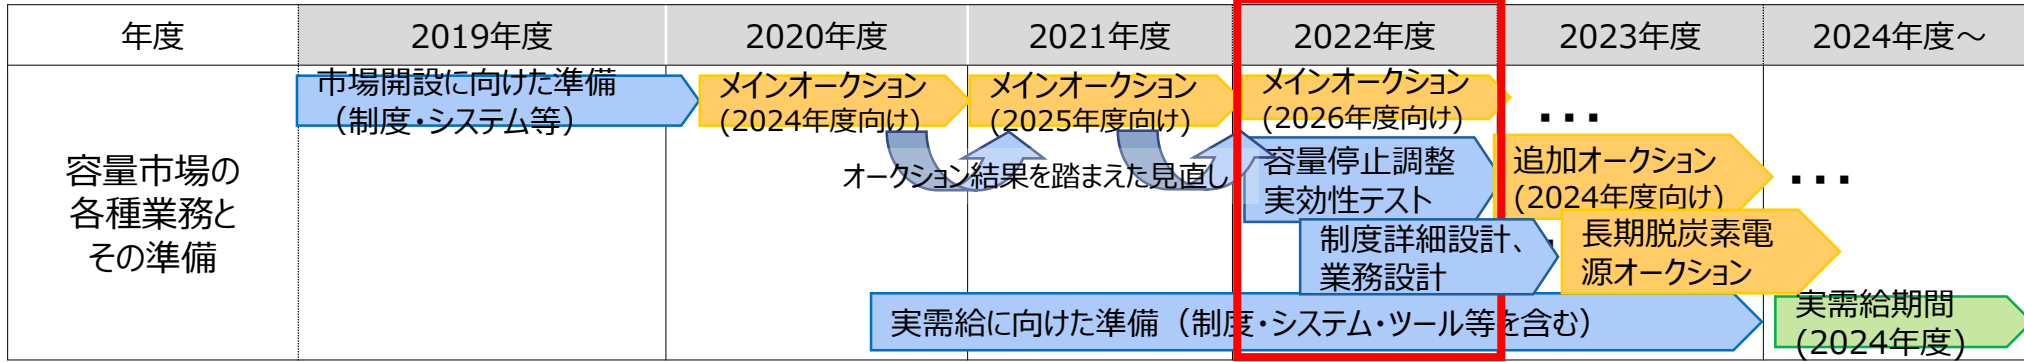 年度
2019年度
2020年度
2021年度
2022年度
2023年度
2024年度～
容量市場の
各種業務と
その準備
市場開設に向けた準備
（制度・システム等）
メインオークション
(2024年度向け)
メインオークション
(2025年度向け)
メインオークション
(2026年度向け)
...
オークション結果を踏まえた見直し
容量停止調整
実効性テスト
追加オークション
(2024年度向け)
...
制度詳細設計、
業務設計
長期脱炭素電
源オークション
実需給に向けた準備（制度・システム・ツール等を含む）
実需給期間
(2024年度)